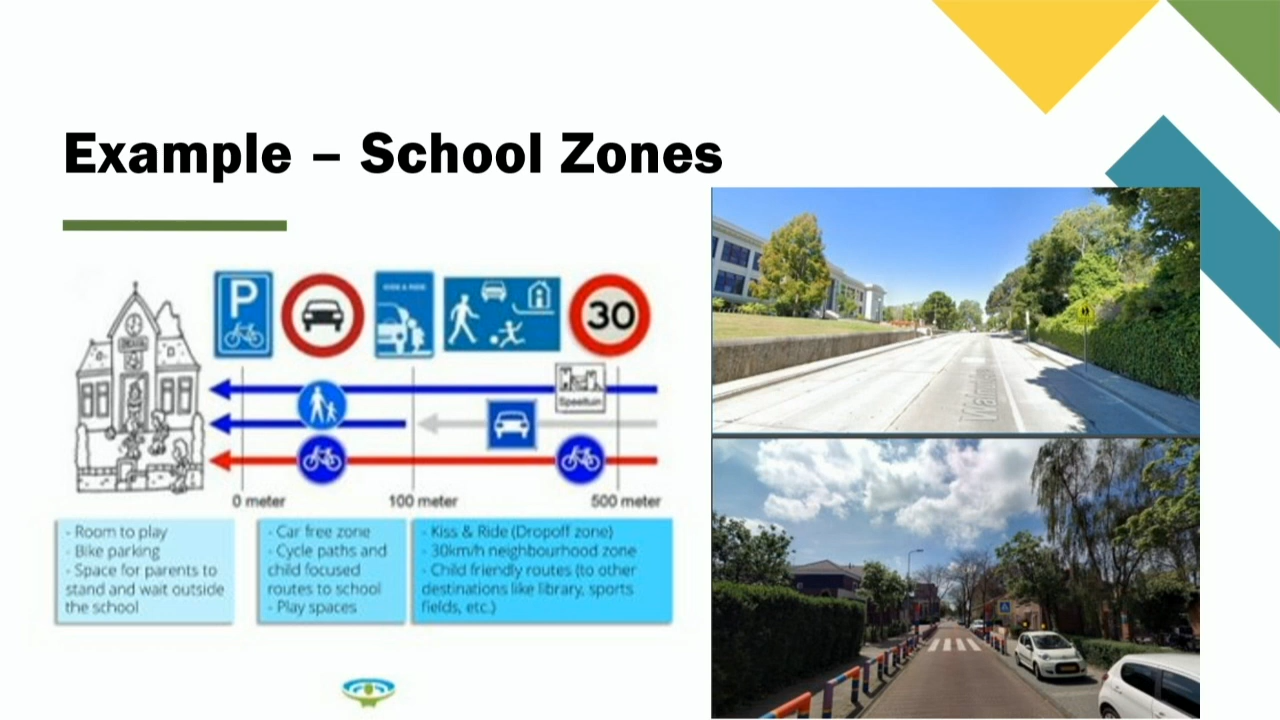 Example – School Zones
P
KISS & RIDE
30
Speeltuin
0 meter
100 meter
500 meter
- Room to play
- Bike parking
- Space for parents to
stand and wait outside
the school
- Car free zone
- Cycle paths and
child focused
routes to school
- Play spaces
- Kiss & Ride (Dropoff zone)
- 30km/h neighbourhood zone
- Child friendly routes (to other
destinations like library, sports
fields, etc.)